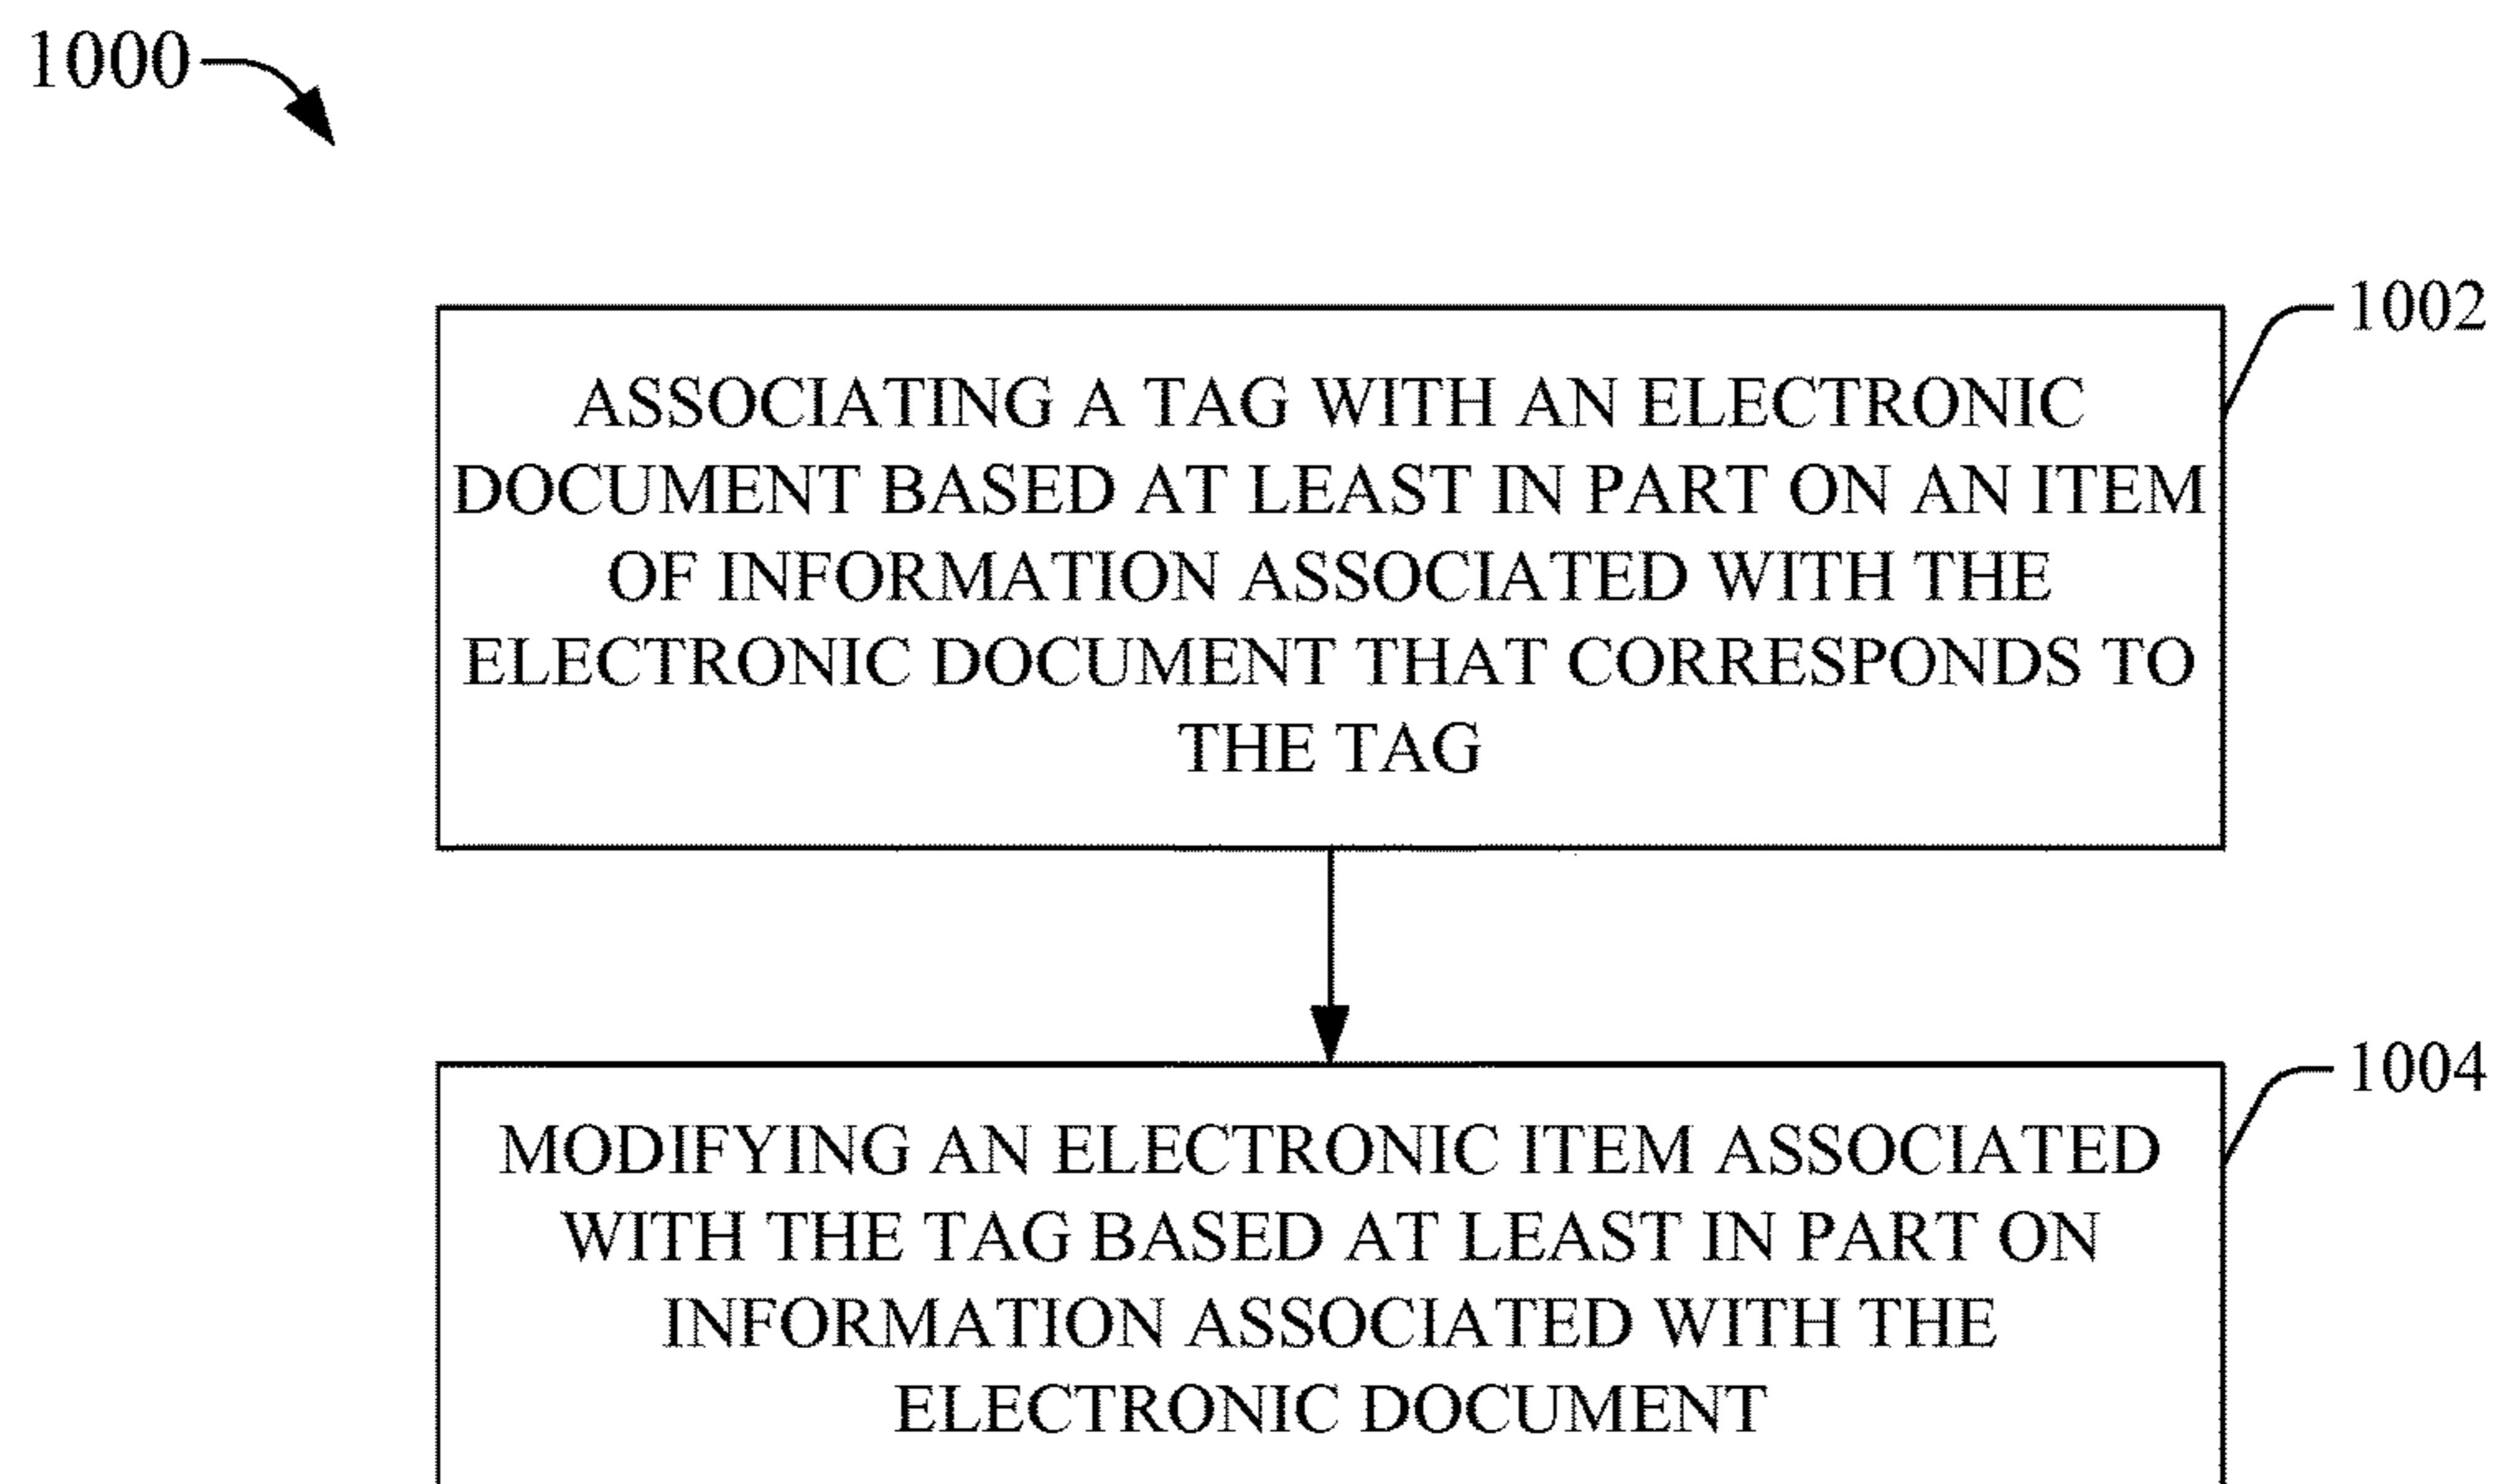 1000
1002
ASSOCIATING A TAG WITH AN ELECTRONIC
DOCUMENT BASED AT LEAST IN PART ON AN ITEM
OF INFORMATION ASSOCIATED WITH THE
ELECTRONIC DOCUMENT THAT CORRESPONDS TO
THE TAG
1004
MODIFYING AN ELECTRONIC ITEM ASSOCIATED
WITH THE TAG BASED AT LEAST IN PART ON
INFORMATION ASSOCIATED WITH THE
ELECTRONIC DOCUMENT